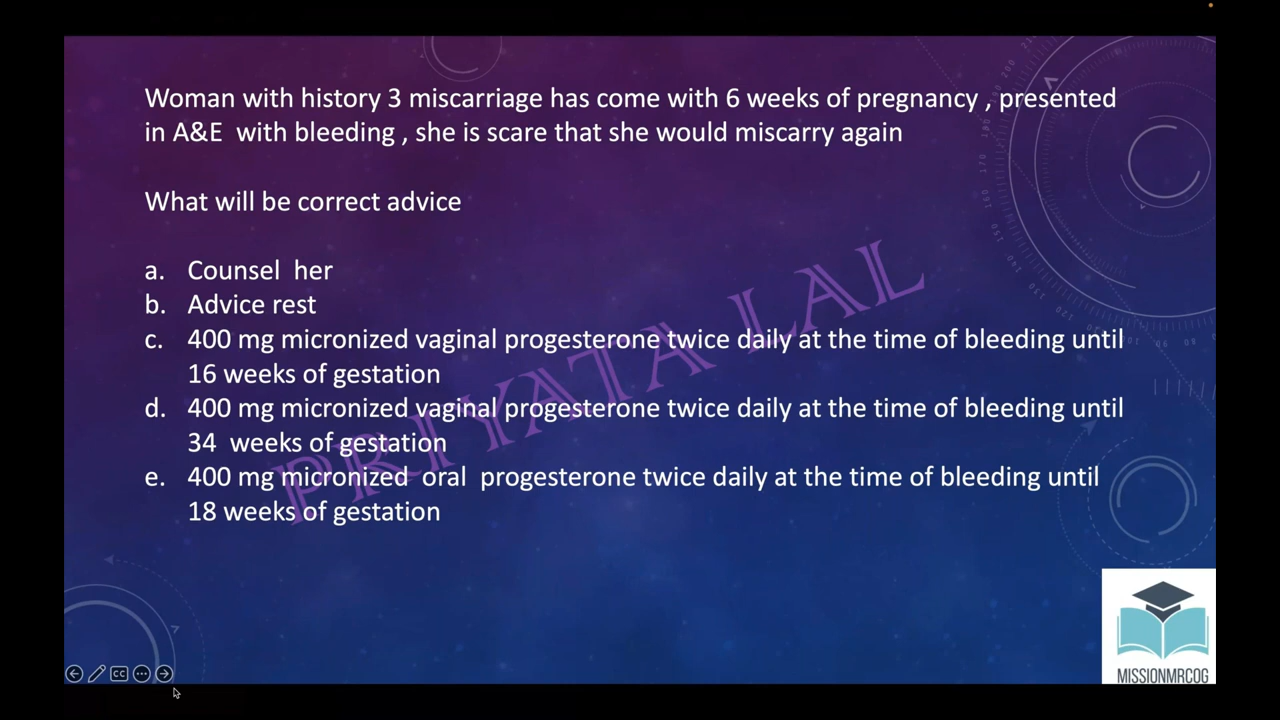 Woman with history 3 miscarriage has come with 6 weeks of pregnancy , presented
in A&E with bleeding , she is scare that she would miscarry again
What will be correct advice
a. Counsel her
b. Advice rest
c. 400 mg micronized vaginal progesterone twice daily at the time of bleeding until
16 weeks of gestation
d. 400 mg micronized vaginal progesterone twice daily at the time of bleeding until
34 weeks of gestation
e. 400 mg micronized oral progesterone twice daily at the time of bleeding until
18 weeks of gestation
PRIYATA LAL
MISSIONMRCOG
CC